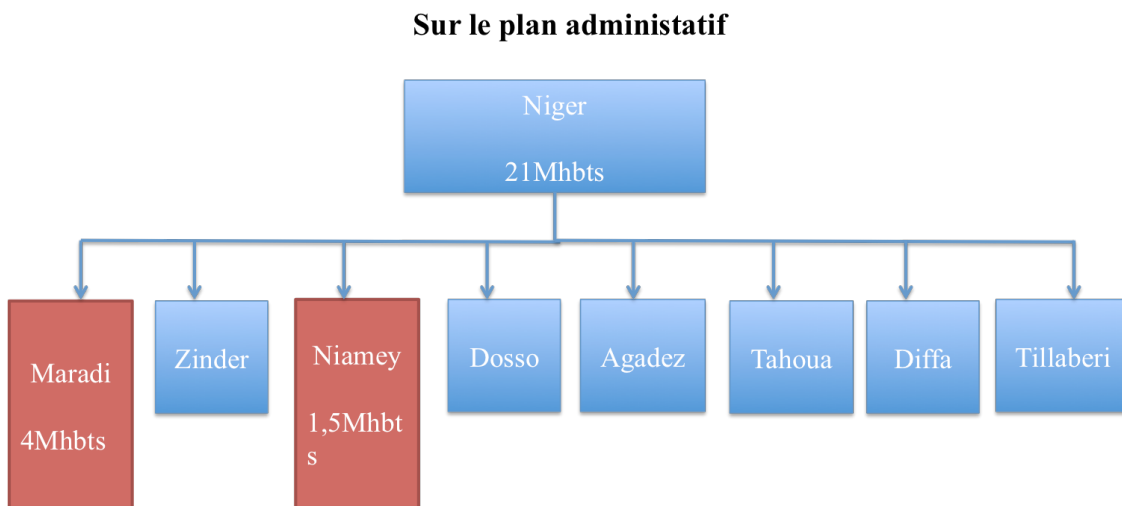 Sur le plan administatif
Niger
21Mhbts
Maradi
4Mhbts
Zinder
Niamey
1,5Mhbt
s
Dosso
Agadez
Tahoua
Diffa
Tillaberi